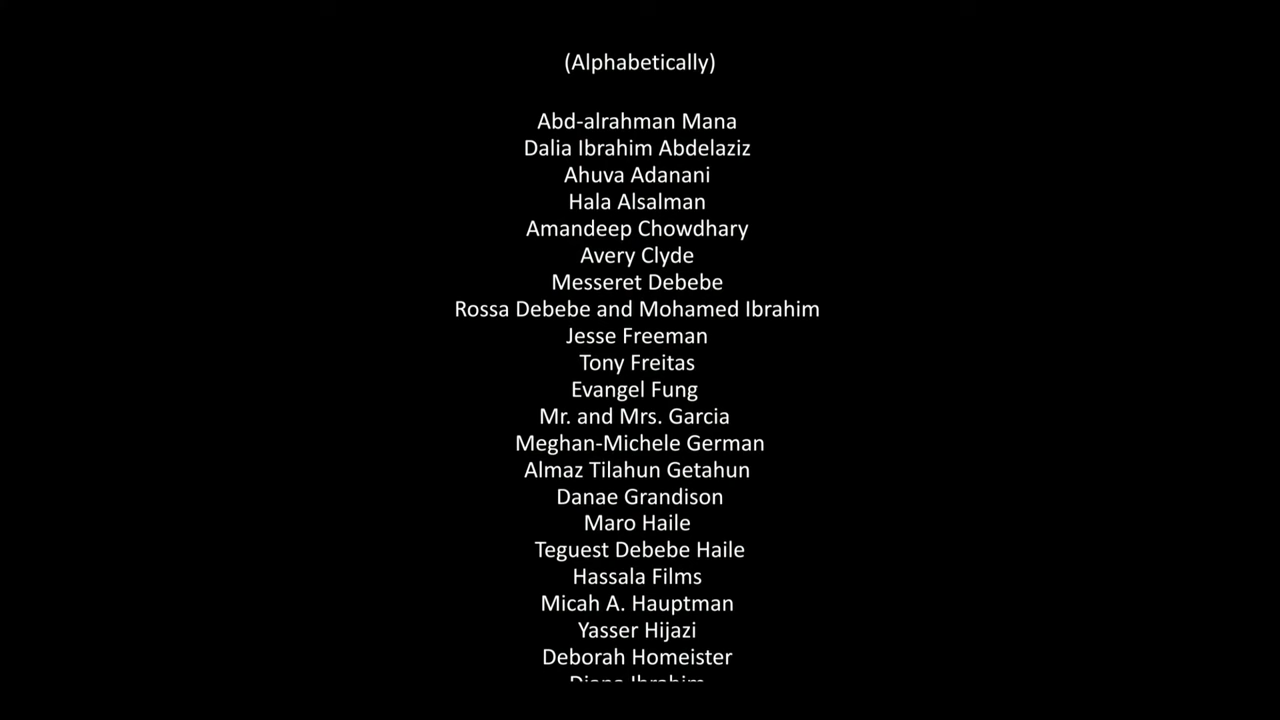 (Alphabetically)
Abd-alrahman Mana
Dalia Ibrahim Abdelaziz
Ahuva Adanani
Hala Alsalman
Amandeep Chowdhary
Avery Clyde
Messeret Debebe
Rossa Debebe and Mohamed Ibrahim
Jesse Freeman
Tony Freitas
Evangel Fung
Mr. and Mrs. Garcia
Meghan-Michele German
Almaz Tilahun Getahun
Danae Grandison
Maro Haile
Teguest Debebe Haile
Hassala Films
Micah A. Hauptman
Yasser Hijazi
Deborah Homeister